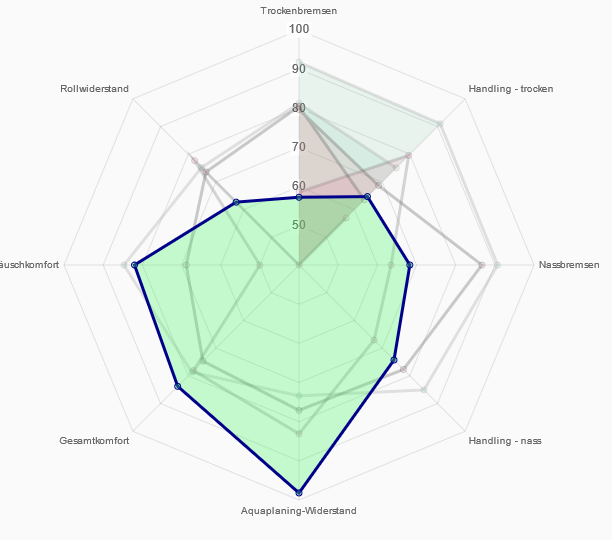 Trockenbremsen
100
Rollwiderstand
Handling - trocken
90
80
70
60
50
äuschkomfort
Nassbremsen
Gesamtkomfort
Handling - nass
Aquaplaning-Widerstand